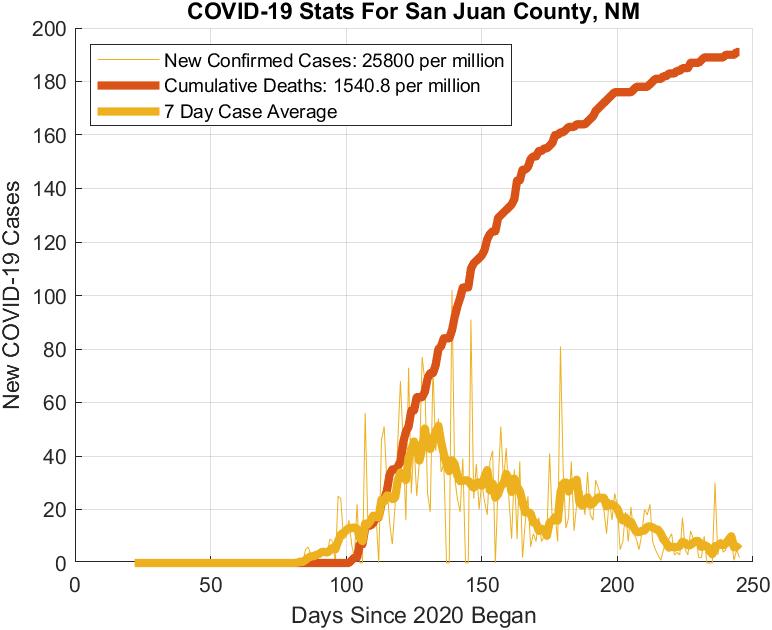 COVID-19 Stats For San Juan County, NM
200
180
160
140
120
100
80
60
40
20
0
New COVID-19 Cases
New Confirmed Cases: 25800 per million
Cumulative Deaths: 1540.8 per million
7 Day Case Average
0 50 100 150 200 250
Days Since 2020 Began